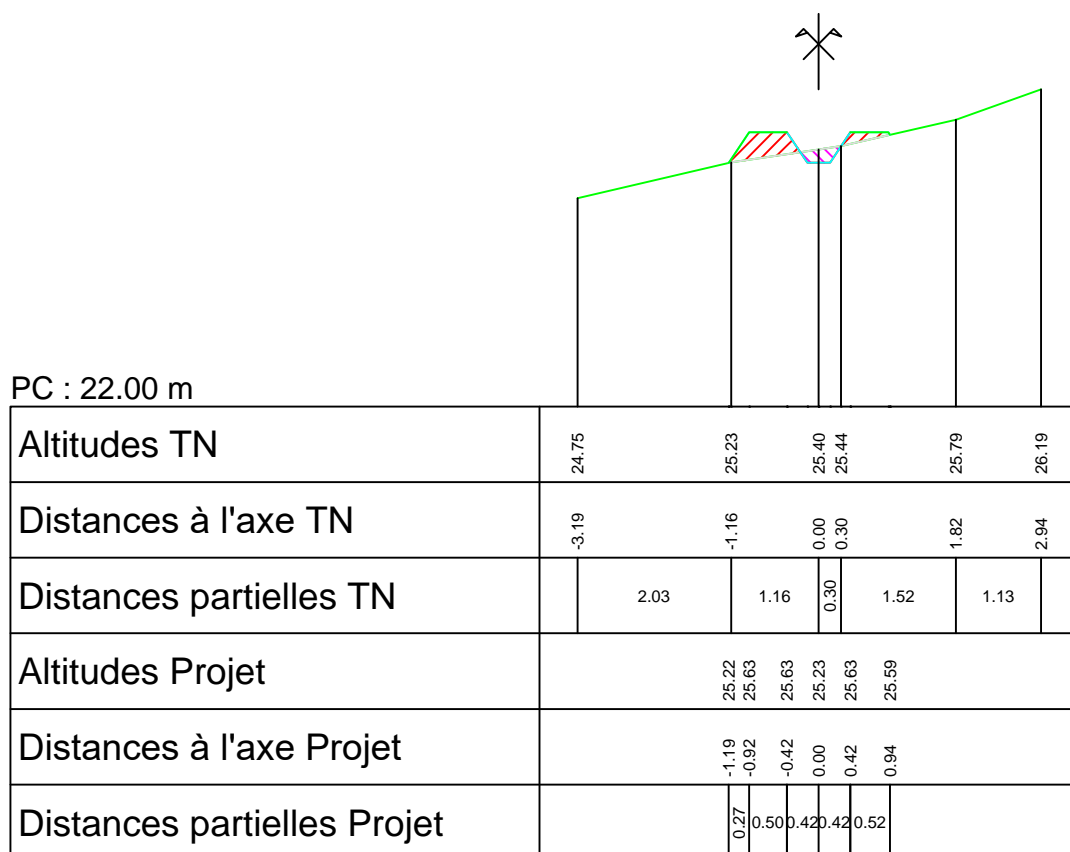 PC : 22.00 m
Altitudes TN 24.75 25.23 25.40 25.44 25.79 26.19
Distances à l'axe TN -3.19 -1.16 0.00 0.30 1.82 2.94
Distances partielles TN 2.03 1.16 0.30 1.52 1.13
Altitudes Projet 25.22 25.63 25.63 25.23 25.63 25.59
Distances à l'axe Projet -1.19 -0.92 -0.42 0.00 0.42 0.94
Distances partielles Projet 0.27 0.50 0.42 0.42 0.52